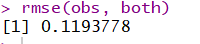 > rmse(obs, both)
[1] 0.1193778